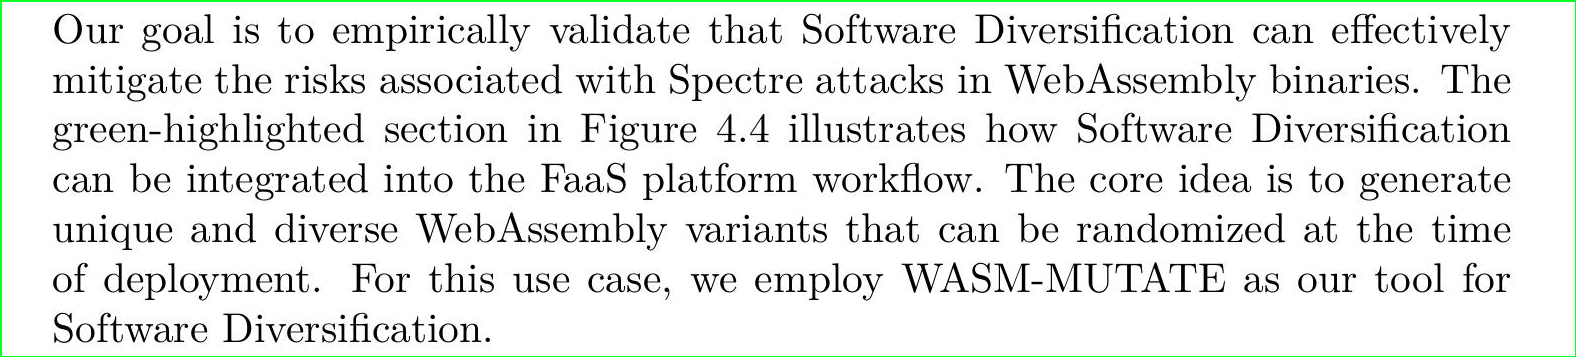 Our goal is to empirically validate that Software Diversification can effectively
mitigate the risks associated with Spectre attacks in WebAssembly binaries. The
green-highlighted section in Figure 4.4 illustrates how Software Diversification
can be integrated into the FaaS platform workflow. The core idea is to generate
unique and diverse WebAssembly variants that can be randomized at the time
of deployment. For this use case, we employ WASM-MUTATE as our tool for
Software Diversification.